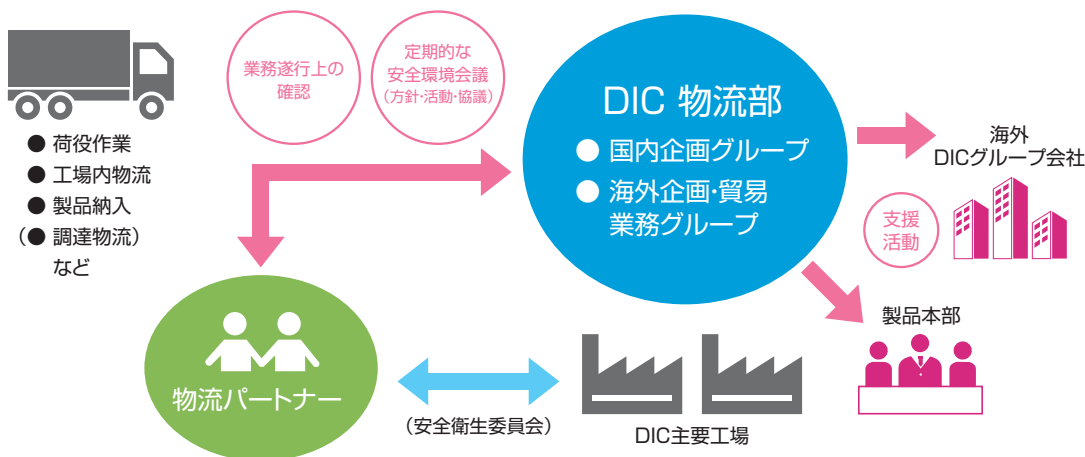 ● 荷役作業
● 工場内物流
● 製品納入
（● 調達物流）
など
業務遂行上の
確認
定期的な
安全環境会議
（方針・活動・協議）
DIC 物流部
● 国内企画グループ
● 海外企画・貿易
業務グループ
海外
DICグループ会社
支援
活動
製品本部
物流パートナー
（安全衛生委員会）
DIC主要工場